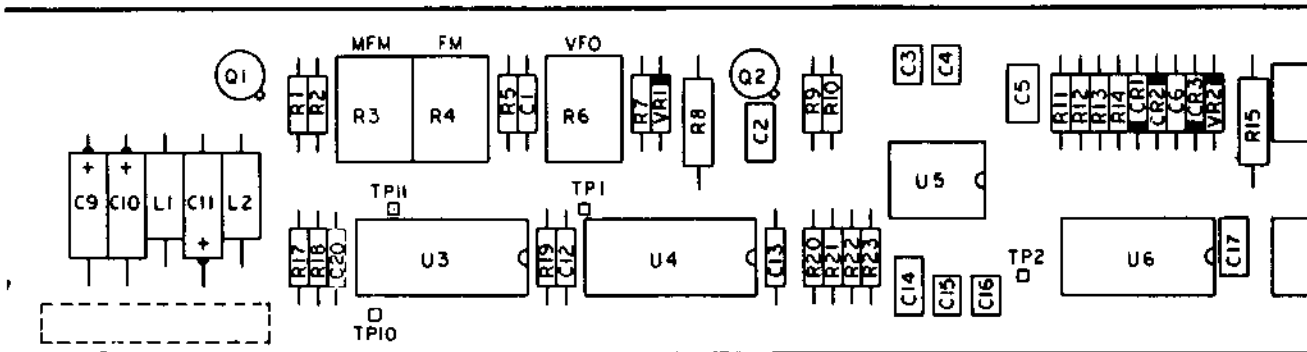 MFM FM VFO
Q1 R1 R2 R3 R4 R5 C1 R6 R7 VR1 R8 Q2 C2 R9 R10 C3 C4 C5 R11 R12 R13 R14 CR1 CR2 C6 CR3 VR2 R15
C9 C10 L1 C11 L2 U5
+ + +
TP11 TP1
R17 R18 C20 U3 R19 C12 U4 C13 R20 R21 R22 R23 C14 C15 C16 TP2 U6 C17
TP10